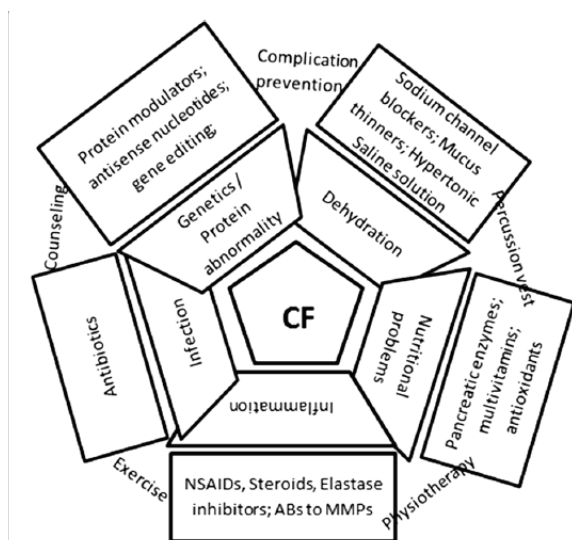 Complication
prevention
Protein modulators;
antisense nucleotides;
gene editing;
Sodium channel
blockers; Mucus
thinners; Hypertonic
Saline solution
Genetics/
Protein
abnormality
Dehydration
Counseling
Percussion vest
CF
Antibiotics
Infection
Nutritional
problems
Pancreatic enzymes;
multivitamins;
antioxidants
Inflammation
Exercise
NSAIDs, Steroids, Elastase
inhibitors; ABs to MMPs
Physiotherapy